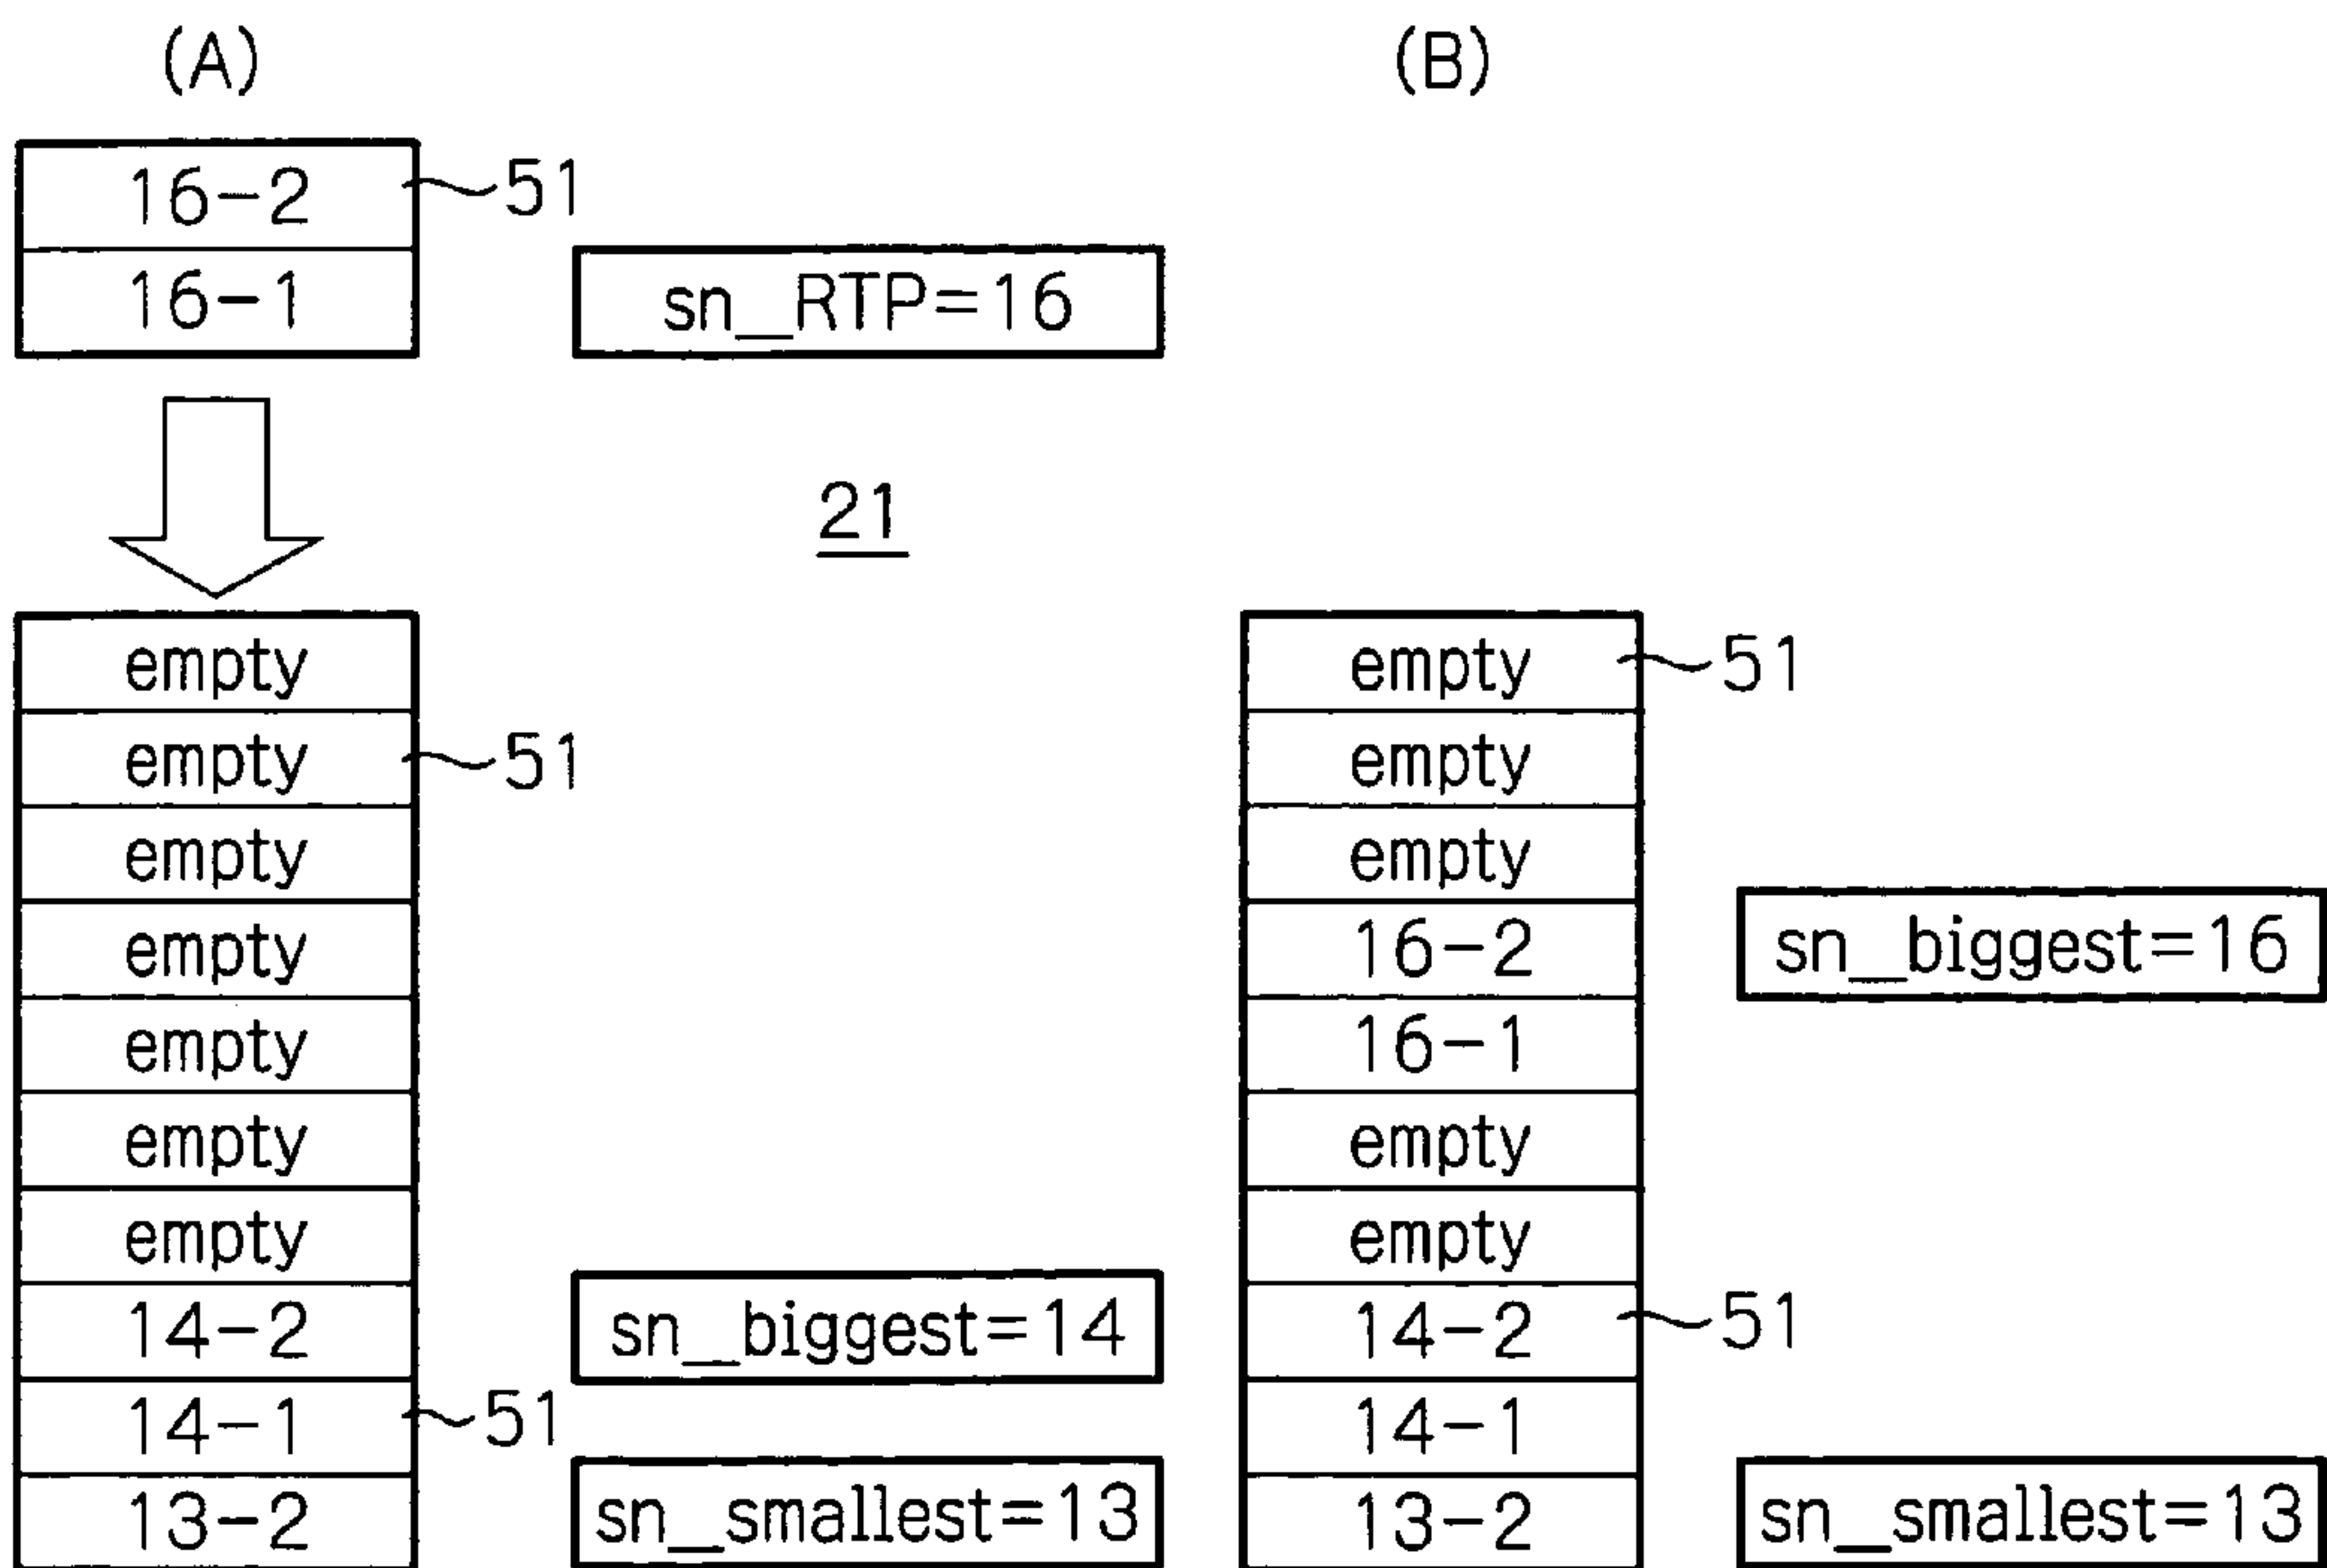 (A)
(B)
16-2
51
16-1
sn_RTP=16
21
empty
empty
51
empty
empty
empty
empty
empty
14-2
sn_biggest=14
14-1
51
13-2
sn_smallest=13
empty
51
empty
empty
16-2
sn_biggest=16
16-1
empty
empty
14-2
51
14-1
13-2
sn_smallest=13